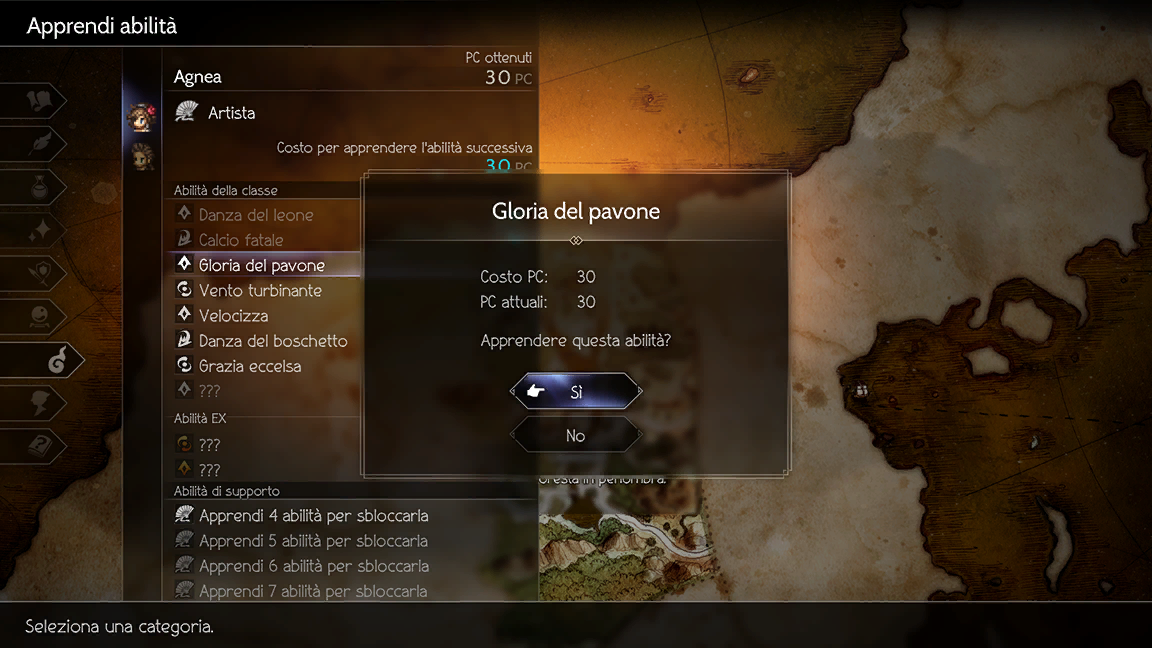 Apprendi abilità
PC ottenuti
Agnea
30 PC
Artista
Costo per apprendere l'abilità successiva
30 PC
Abilità della classe
Danza del leone
Calcio fatale
Gloria del pavone
Vento turbinante
Velocizza
Danza del boschetto
Grazia eccelsa
???
Abilità EX
???
???
Abilità di supporto
Apprendi 4 abilità per sbloccarla
Apprendi 5 abilità per sbloccarla
Apprendi 6 abilità per sbloccarla
Apprendi 7 abilità per sbloccarla
Gloria del pavone
Costo PC: 30
PC attuali: 30
Apprendere questa abilità?
Sì
No
in penombra.
Seleziona una categoria.